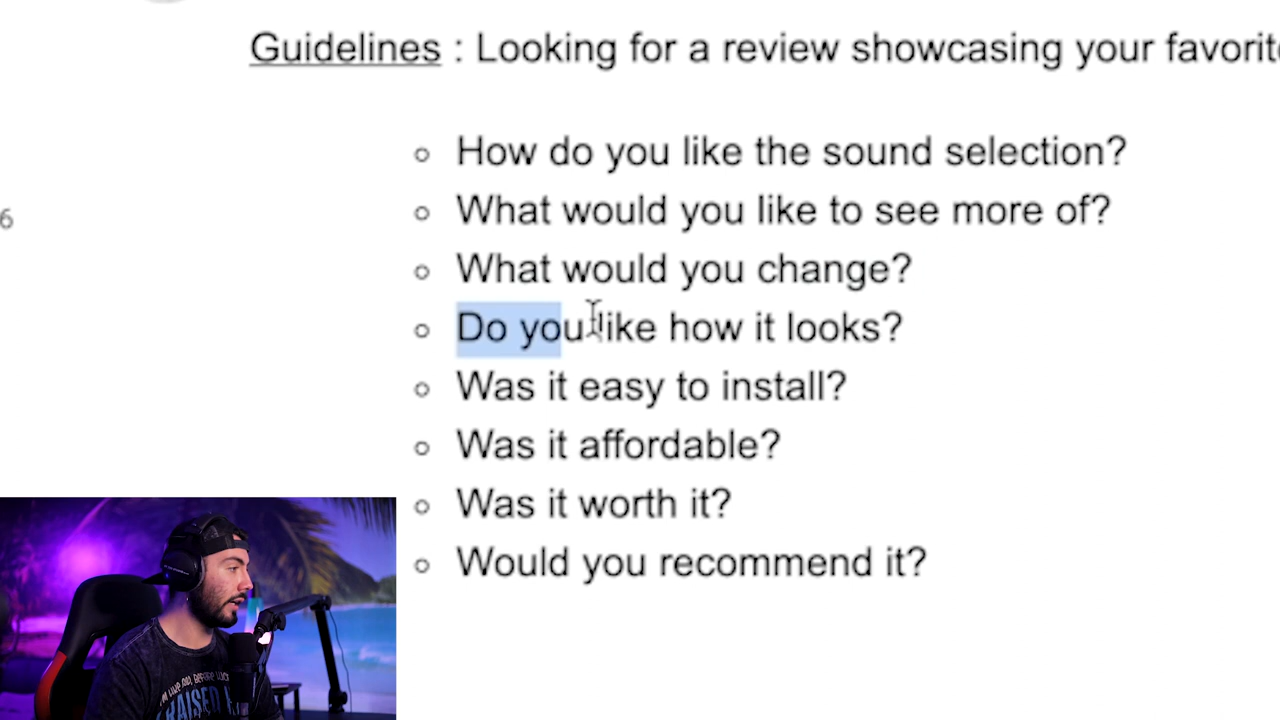 Guidelines : Looking for a review showcasing your favorite
How do you like the sound selection?
What would you like to see more of?
What would you change?
Do you like how it looks?
6
Was it easy to install?
Was it affordable?
Was it worth it?
Would you recommend it?